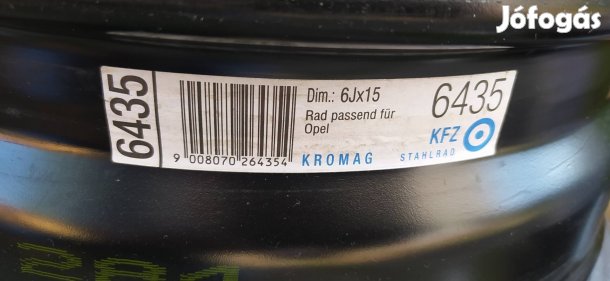 Jófogás
6435
Dim.: 6Jx15
Rad passend für
Opel
6435
KFZ
9 008070 264354
KROMAG STAHLRAD